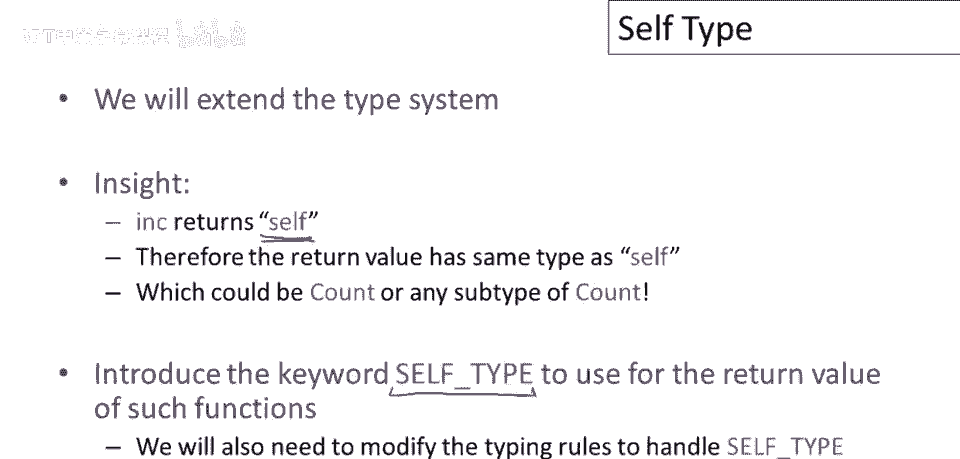 Self Type
• We will extend the type system
• Insight:
– inc returns “self”
– Therefore the return value has same type as “self”
– Which could be Count or any subtype of Count!
• Introduce the keyword SELF_TYPE to use for the return value
of such functions
– We will also need to modify the typing rules to handle SELF_TYPE